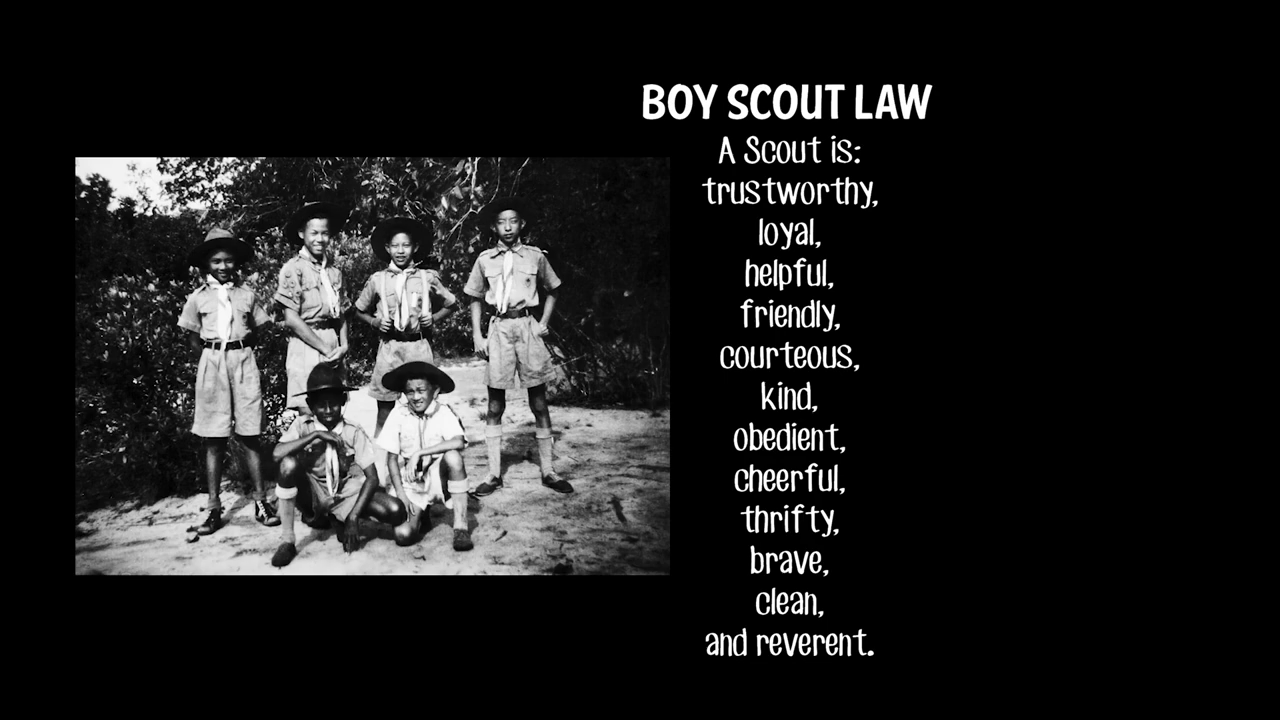 BOY SCOUT LAW
A Scout is:
trustworthy,
loyal,
helpful,
friendly,
courteous,
kind,
obedient,
cheerful,
thrifty,
brave,
clean,
and reverent.